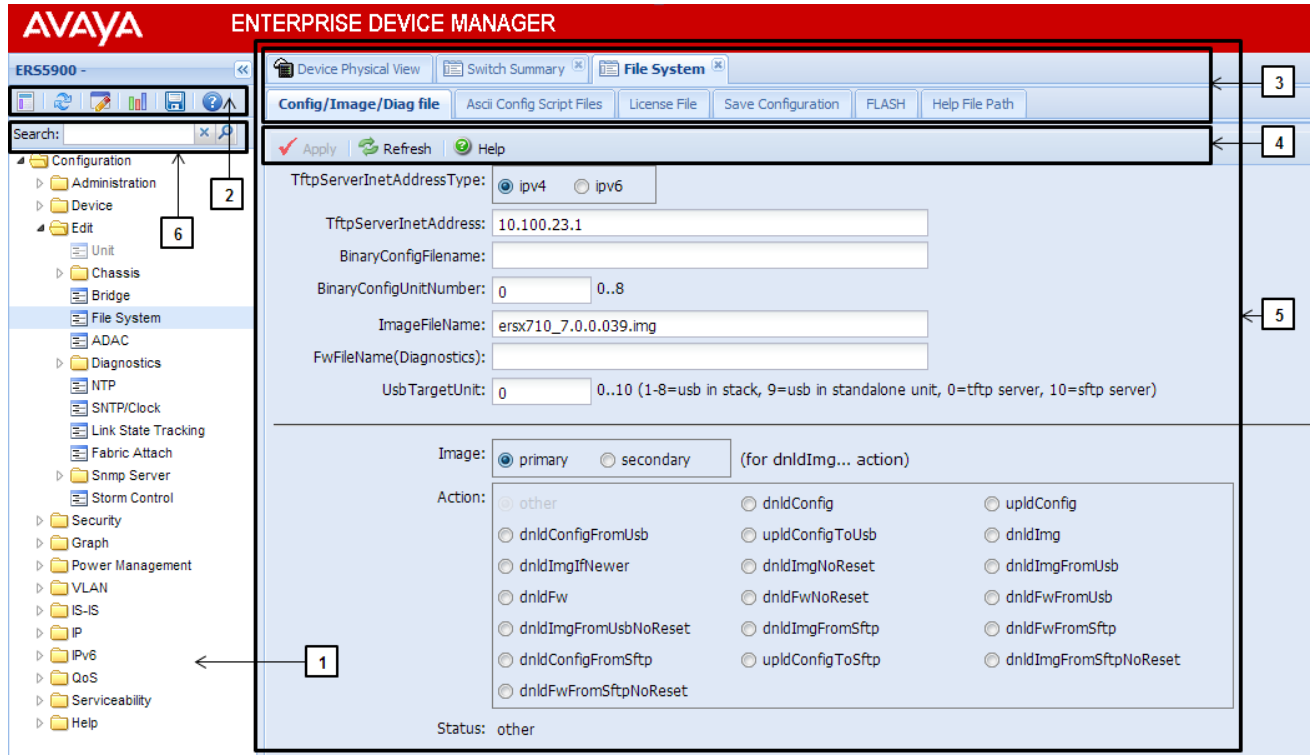 AVAYA ENTERPRISE DEVICE MANAGER
ERS5900 -
Device Physical View Switch Summary File System
3
Config/Image/Diag file Ascii Config Script Files License File Save Configuration FLASH Help File Path
Search:
Apply Refresh Help
4
2
6
Configuration
Administration
Device
Edit
Unit
Chassis
Bridge
File System
ADAC
Diagnostics
NTP
SNTP/Clock
Link State Tracking
Fabric Attach
Snmp Server
Storm Control
Security
Graph
Power Management
VLAN
IS-IS
IP
IPv6
QoS
Serviceability
Help
1
TftpServerInetAddressType: ipv4 ipv6
TftpServerInetAddress: 10.100.23.1
BinaryConfigFilename:
BinaryConfigUnitNumber: 0 0..8
ImageFileName: ersx710_7.0.0.039.img
5
FwFileName(Diagnostics):
UsbTargetUnit: 0 0..10 (1-8=usb in stack, 9=usb in standalone unit, 0=tftp server, 10=sftp server)
Image: primary secondary (for dnldImg... action)
Action: other dnldConfig upldConfig
dnldConfigFromUsb upldConfigToUsb dnldImg
dnldImgIfNewer dnldImgNoReset dnldImgFromUsb
dnldFw dnldFwNoReset dnldFwFromUsb
dnldImgFromUsbNoReset dnldImgFromSftp dnldFwFromSftp
dnldConfigFromSftp upldConfigToSftp dnldImgFromSftpNoReset
dnldFwFromSftpNoReset
Status: other